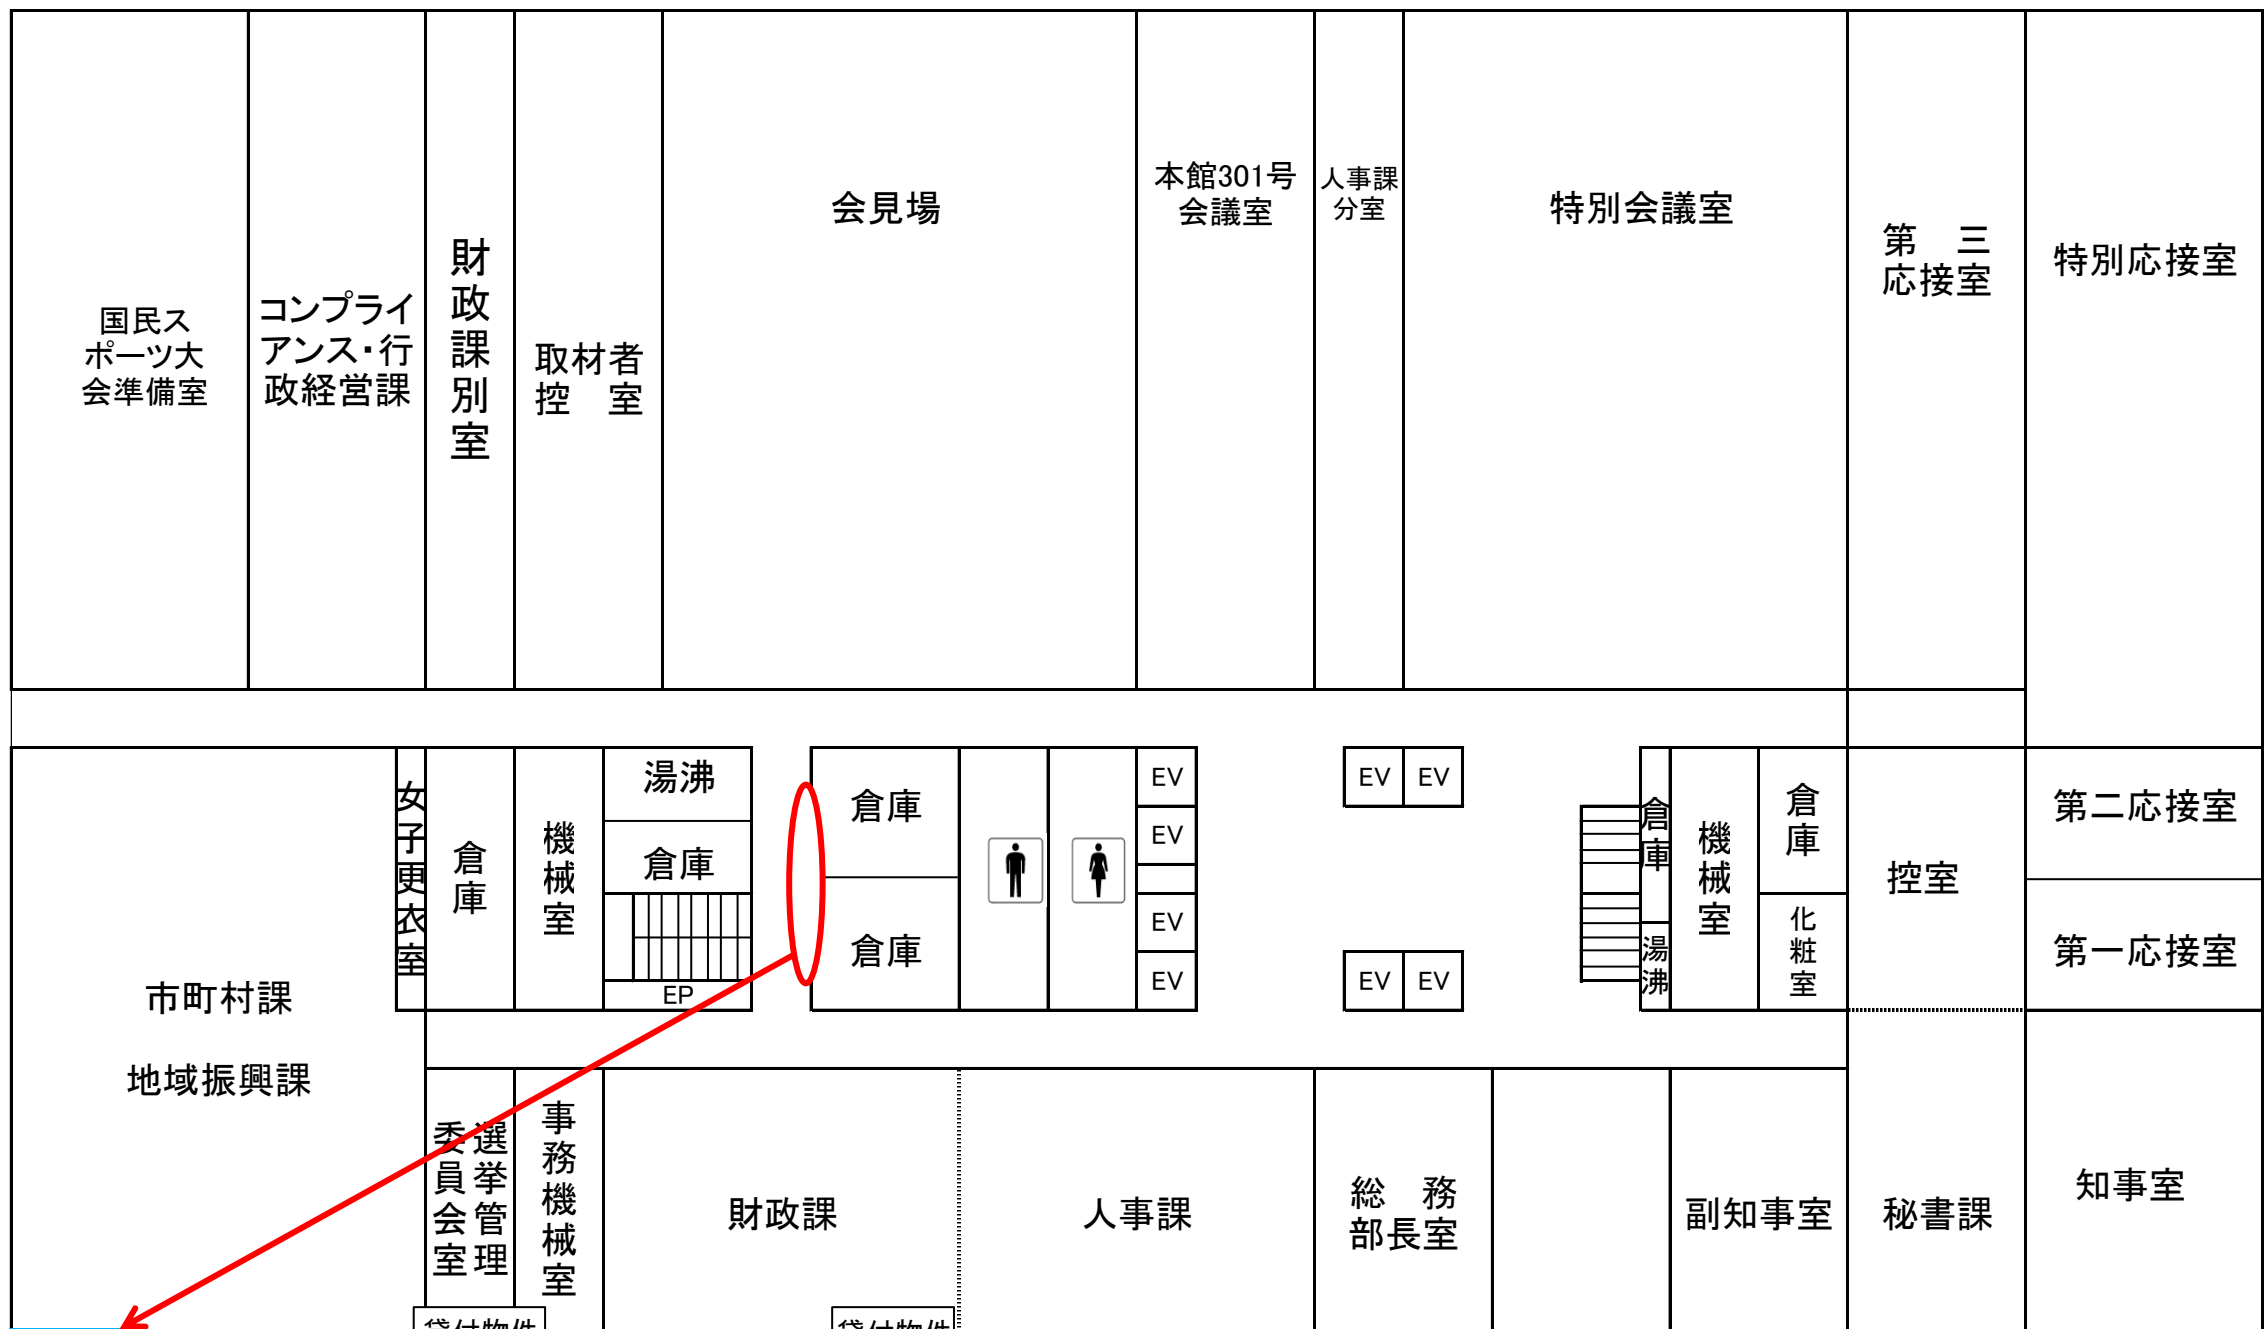 国民ス
ポーツ大
会準備室
コンプライ
アンス・行
政経営課
財政課別室
取材者
控　室
会見場
本館301号
会議室
人事課
分室
特別会議室
第　三
応接室
特別応接室
市町村課
地域振興課
女子更衣室
倉庫
機械室
湯沸
倉庫
EP
倉庫
倉庫
EV
EV
EV
EV
EV
EV
EV
EV
倉庫
湯沸
機械室
倉庫
化粧室
控室
第二応接室
第一応接室
選挙管理
委員会室
事務機械室
財政課
人事課
総　務
部長室
副知事室
秘書課
知事室
貸付物件
貸付物件